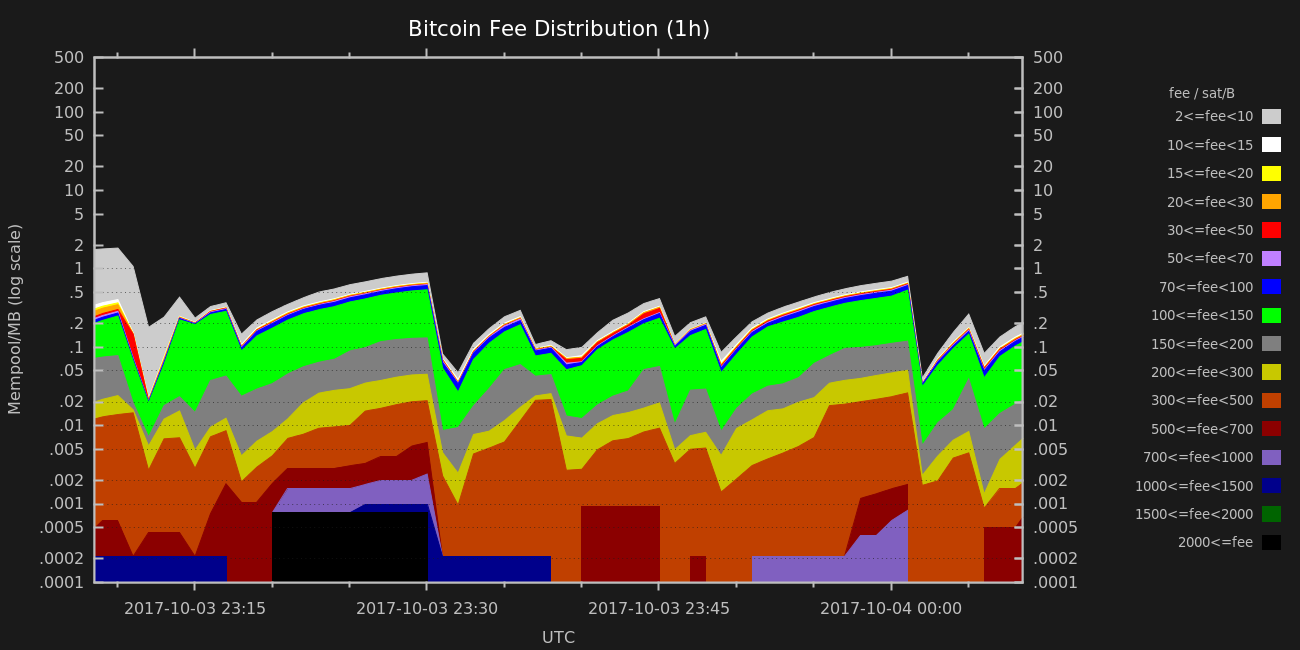 Bitcoin Fee Distribution (1h)
Mempool/MB (log scale)
500
200
100
50
20
10
5
2
1
.5
.2
.1
.05
.02
.01
.005
.002
.001
.0005
.0002
.0001
500
200
100
50
20
10
5
2
1
.5
.2
.1
.05
.02
.01
.005
.002
.001
.0005
.0002
.0001
2017-10-03 23:15 2017-10-03 23:30 2017-10-03 23:45 2017-10-04 00:00
UTC
fee / sat/B
2<=fee<10
10<=fee<15
15<=fee<20
20<=fee<30
30<=fee<50
50<=fee<70
70<=fee<100
100<=fee<150
150<=fee<200
200<=fee<300
300<=fee<500
500<=fee<700
700<=fee<1000
1000<=fee<1500
1500<=fee<2000
2000<=fee